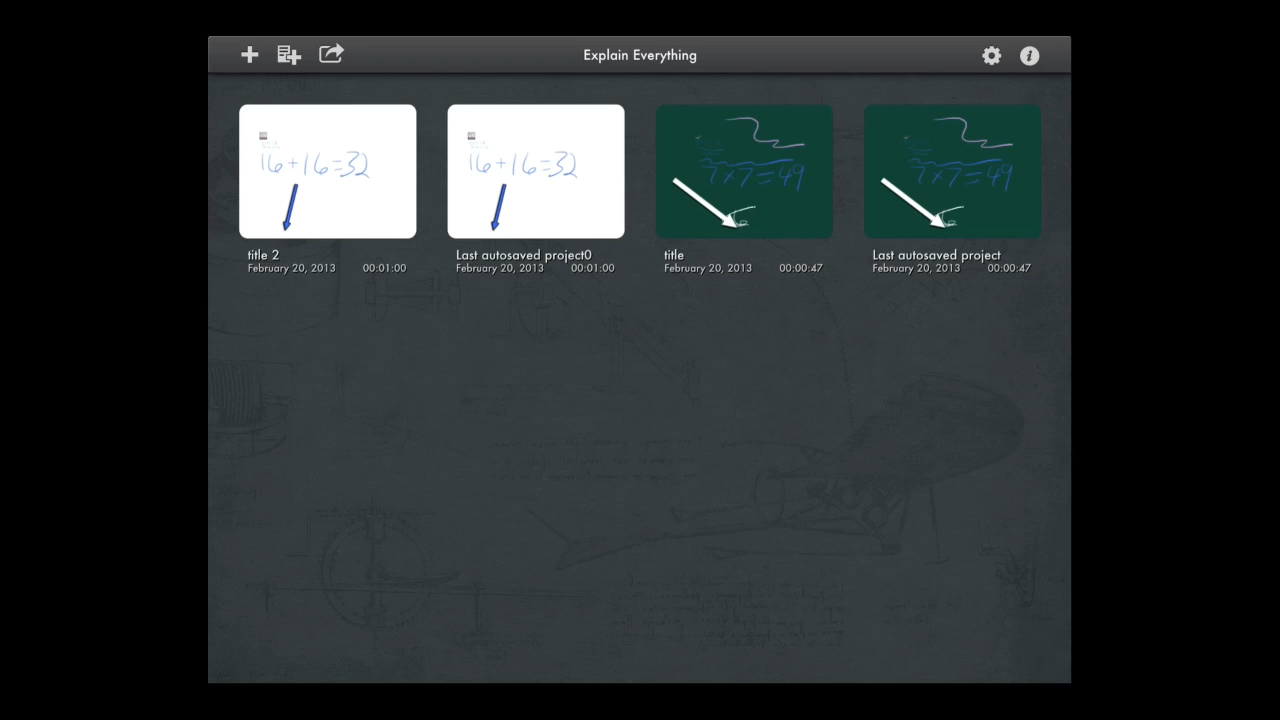 Explain Everything
16+16=32
16+16=32
7x7=49
7x7=49
title 2
February 20, 2013 00:01:00
Last autosaved project0
February 20, 2013 00:01:00
title
February 20, 2013 00:00:47
Last autosaved project
February 20, 2013 00:00:47